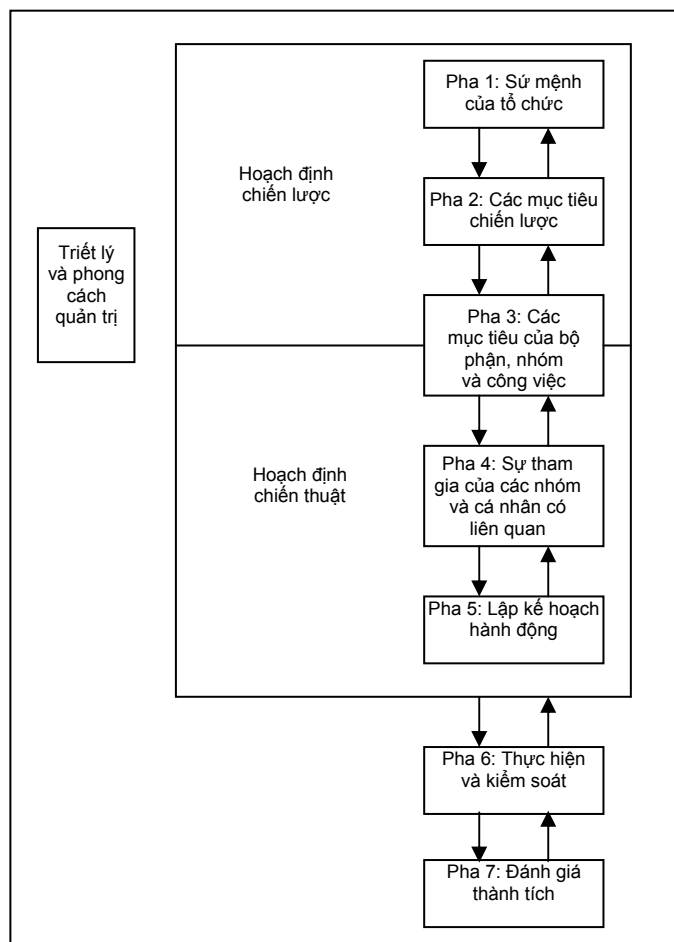 Pha 1: Sứ mệnh
của tổ chức
Hoạch định
chiến lược
Pha 2: Các mục tiêu
chiến lược
Triết lý
và phong
cách
quản trị
Pha 3: Các
mục tiêu của bộ
phận, nhóm
và công việc
Hoạch định
chiến thuật
Pha 4: Sự tham
gia của các nhóm
và cá nhân có
liên quan
Pha 5: Lập kế hoạch
hành động
Pha 6: Thực hiện
và kiểm soát
Pha 7: Đánh giá
thành tích